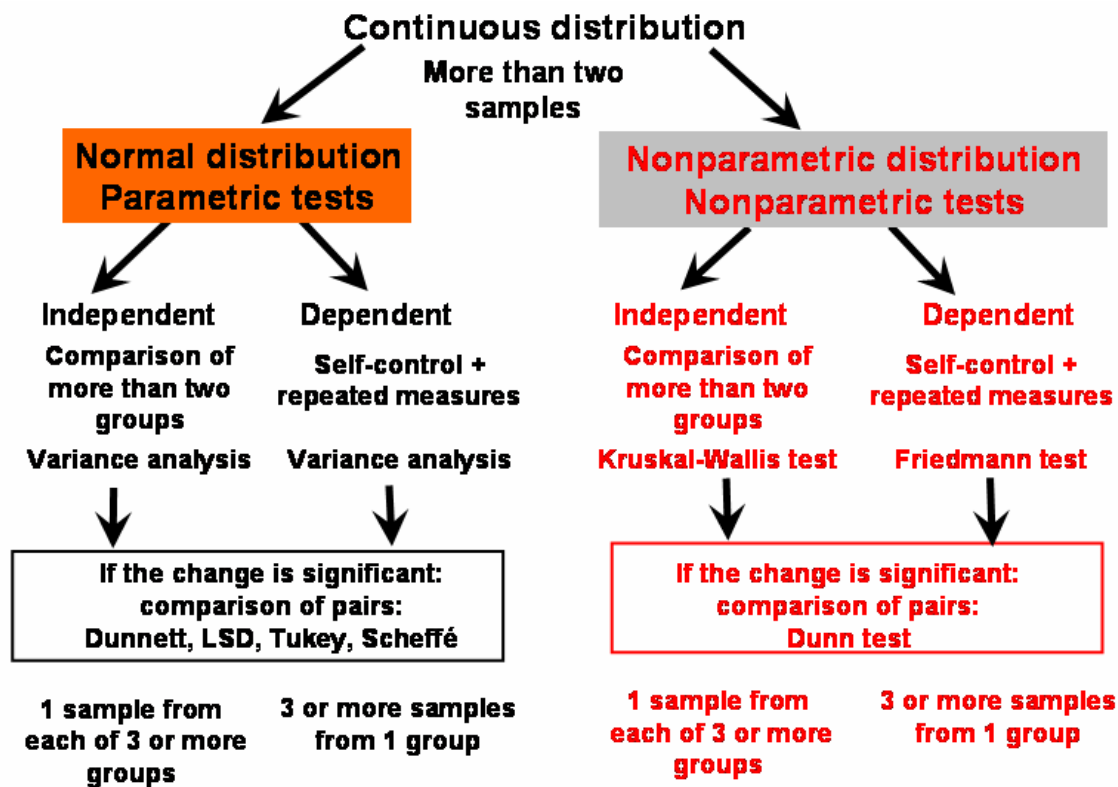 Continuous distribution
More than two
samples
Normal distribution
Parametric tests
Nonparametric distribution
Nonparametric tests
Independent
Comparison of
more than two
groups
Variance analysis
Dependent
Self-control +
repeated measures
Variance analysis
If the change is significant:
comparison of pairs:
Dunnett, LSD, Tukey, Scheffé
1 sample from
each of 3 or more
groups
3 or more samples
from 1 group
Independent
Comparison of
more than two
groups
Kruskal-Wallis test
Dependent
Self-control +
repeated measures
Friedmann test
If the change is significant:
comparison of pairs:
Dunn test
1 sample from
each of 3 or more
groups
3 or more samples
from 1 group